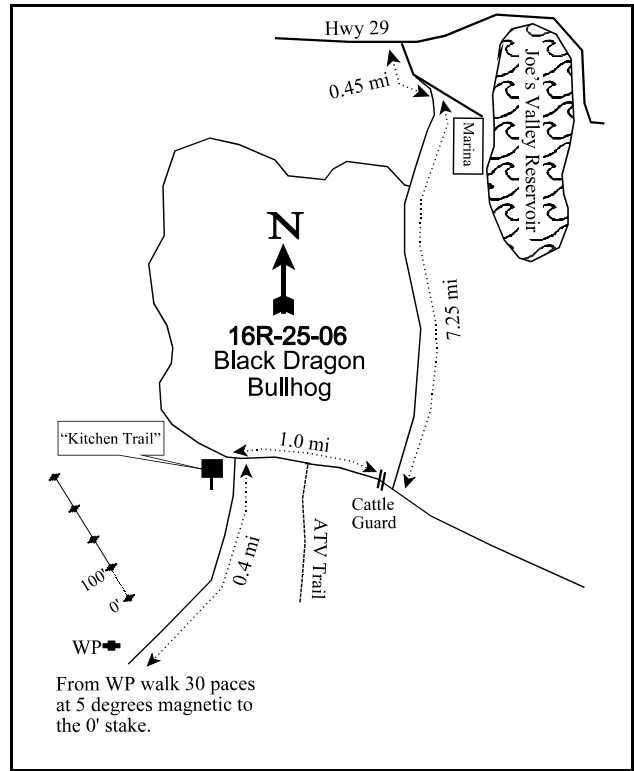 Hwy 29
0.45 mi
Joe's Valley Reservoir
Marina
N
7.25 mi
16R-25-06
Black Dragon
Bullhog
"Kitchen Trail"
1.0 mi
Cattle
Guard
ATV Trail
0.4 mi
100'
0'
WP
From WP walk 30 paces
at 5 degrees magnetic to
the 0' stake.